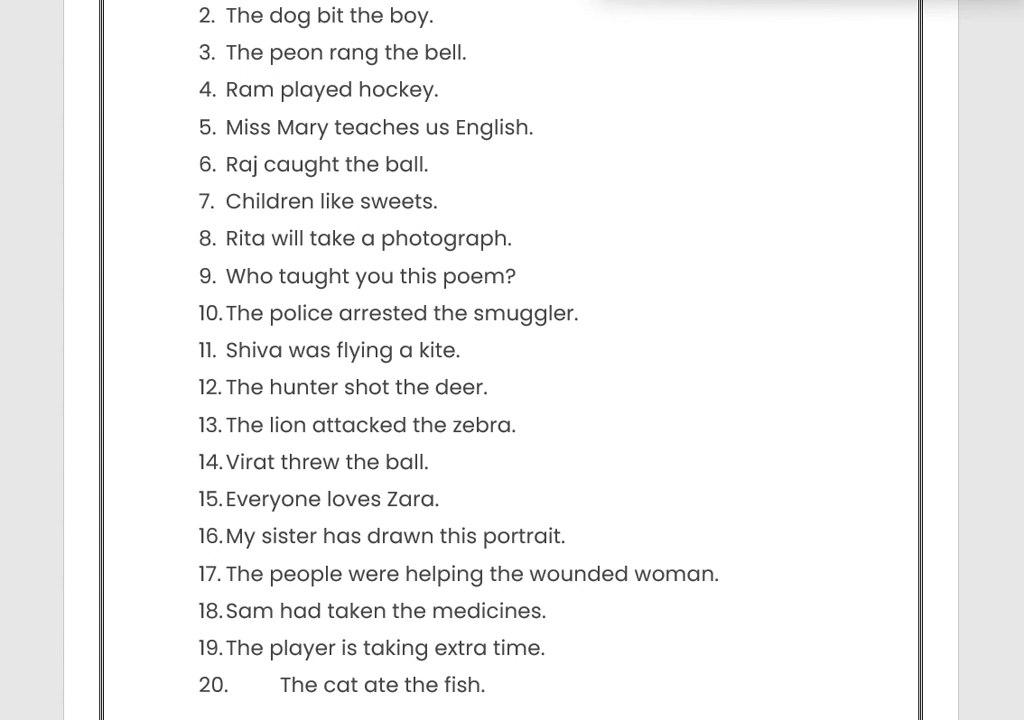 2. The dog bit the boy.
3. The peon rang the bell.
4. Ram played hockey.
5. Miss Mary teaches us English.
6. Raj caught the ball.
7. Children like sweets.
8. Rita will take a photograph.
9. Who taught you this poem?
10. The police arrested the smuggler.
11. Shiva was flying a kite.
12. The hunter shot the deer.
13. The lion attacked the zebra.
14. Virat threw the ball.
15. Everyone loves Zara.
16. My sister has drawn this portrait.
17. The people were helping the wounded woman.
18. Sam had taken the medicines.
19. The player is taking extra time.
20. The cat ate the fish.